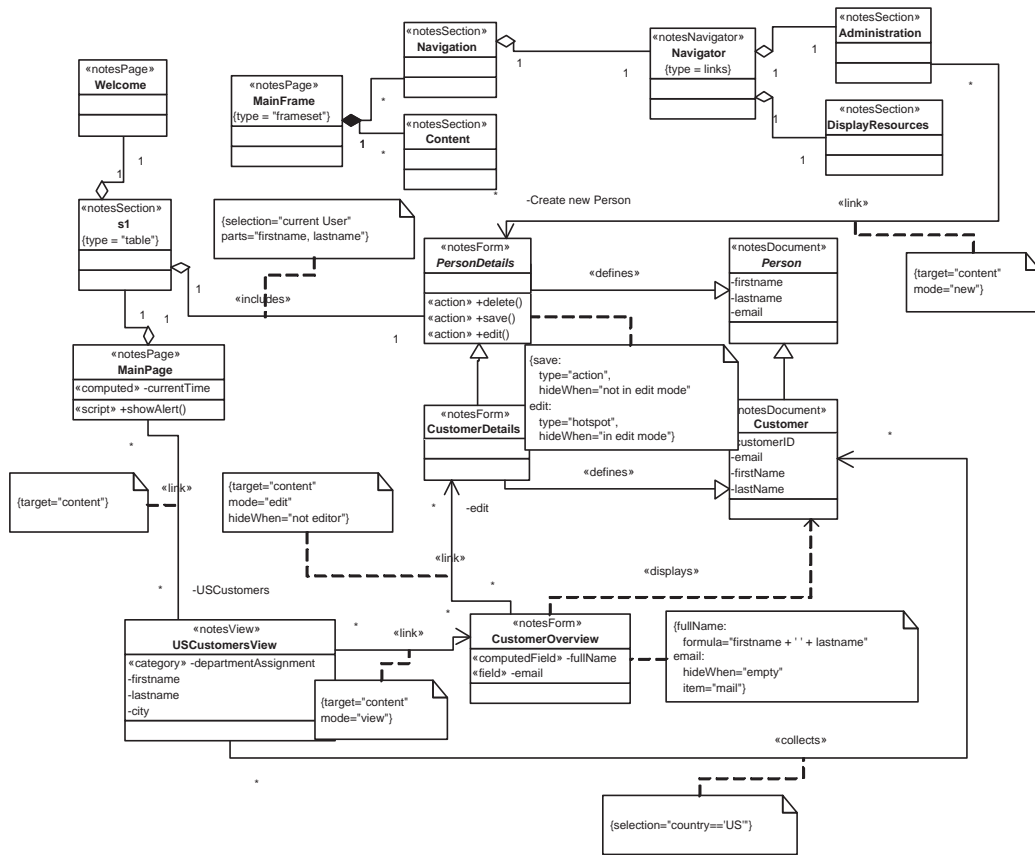 «notesPage»
Welcome
«notesPage»
MainFrame
{type = "frameset"}
«notesSection»
Navigation
«notesSection»
Content
«notesNavigator»
Navigator
{type = links}
«notesSection»
Administration
«notesSection»
DisplayResources
1
1
1
1
1
1
*
*
1
*
1
1
*
-Create new Person
*
«link»
{target="content"
mode="new"}
«notesSection»
s1
{type = "table"}
{selection="current User"
parts="firstname, lastname"}
«includes»
1
1
1
1
«notesForm»
PersonDetails
«action» +delete()
«action» +save()
«action» +edit()
«defines»
«notesDocument»
Person
-firstname
-lastname
-email
«notesPage»
MainPage
«computed» -currentTime
«script» +showAlert()
{save:
type="action",
hideWhen="not in edit mode"
edit:
type="hotspot",
hideWhen="in edit mode"}
«notesForm»
CustomerDetails
«defines»
notesDocument»
Customer
customerID
-email
-firstName
-lastName
*
*
{target="content"}
«link»
{target="content"
mode="edit"
hideWhen="not editor"}
*
-edit
«link»
*
«displays»
*
-USCustomers
«notesView»
USCustomersView
«category» -departmentAssignment
-firstname
-lastname
-city
*
«link»
*
{target="content"
mode="view"}
«notesForm»
CustomerOverview
«computedField» -fullName
«field» -email
{fullName:
formula="firstname + ' ' + lastname"
email:
hideWhen="empty"
item="mail"}
«collects»
*
{selection="country=='US'"}